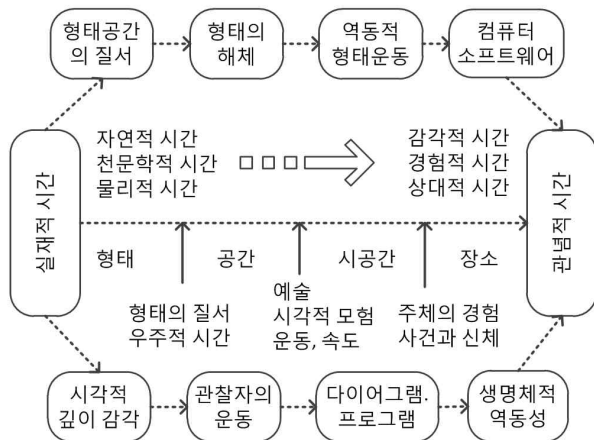 형태공간
의 질서
형태의
해체
역동적
형태운동
컴퓨터
소프트웨어
실재적 시간
자연적 시간
천문학적 시간
물리적 시간
감각적 시간
경험적 시간
상대적 시간
관념적 시간
형태
공간
시공간
장소
형태의 질서
우주적 시간
예술
시각적 모험
운동, 속도
주체의 경험
사건과 신체
시각적
깊이 감각
관찰자의
운동
다이어그램.
프로그램
생명체적
역동성